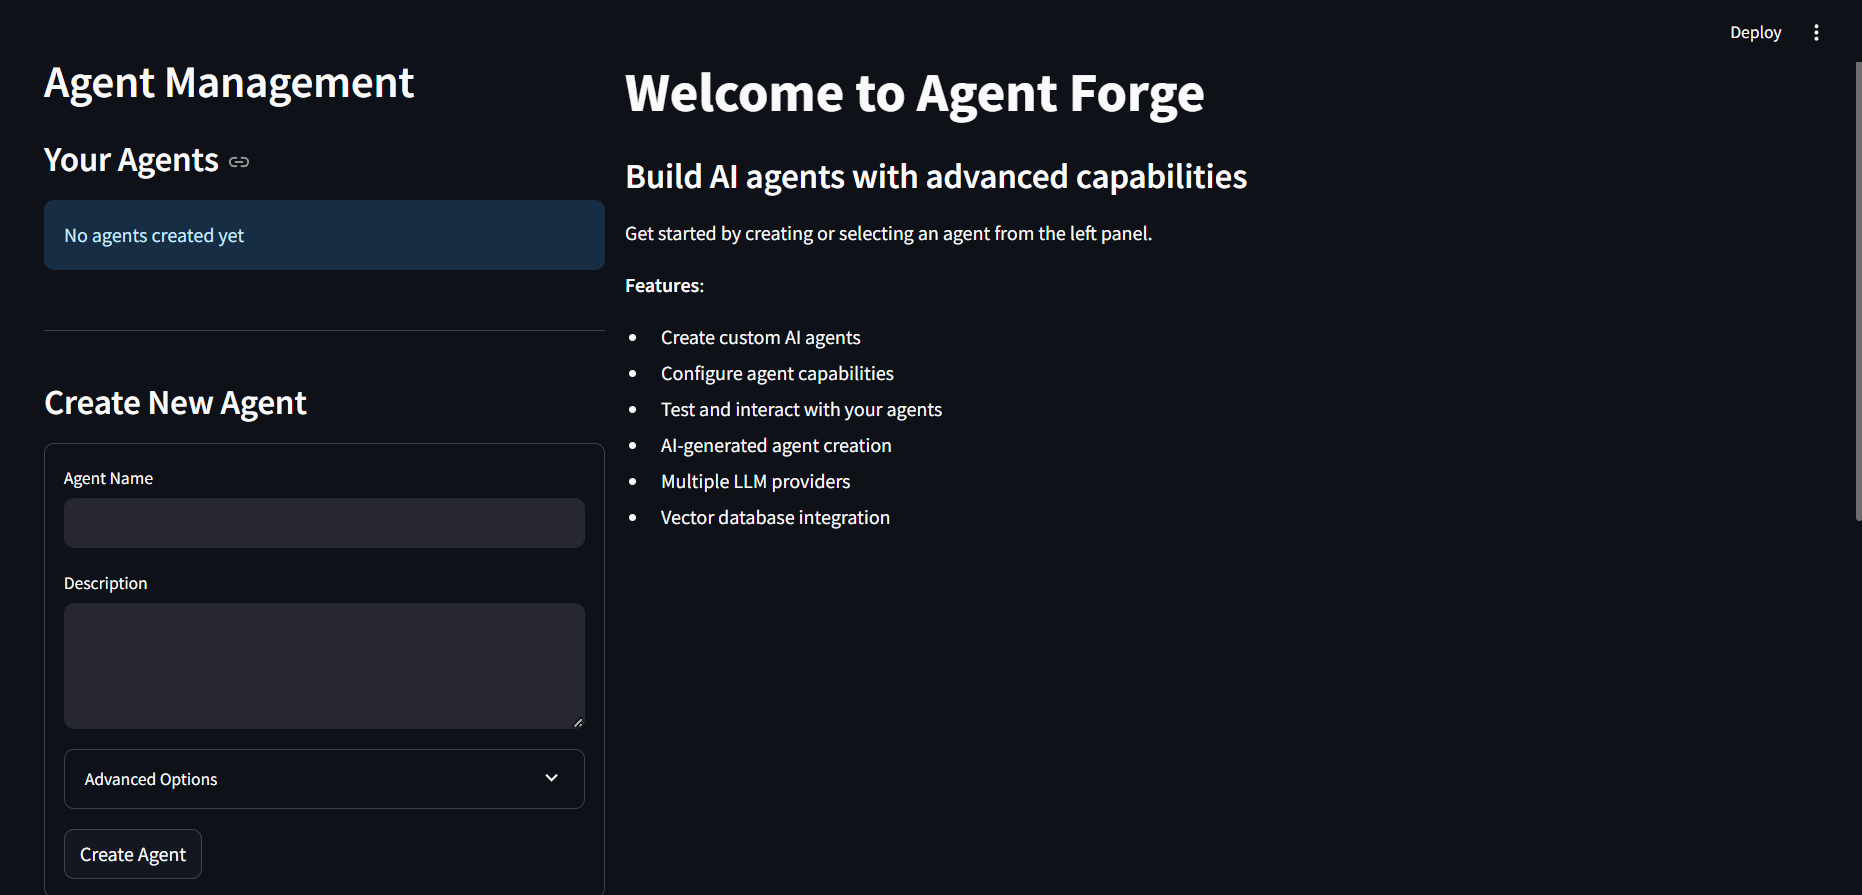 Deploy
Agent Management
Your Agents
No agents created yet
Create New Agent
Agent Name
Description
Advanced Options
Create Agent
Welcome to Agent Forge
Build AI agents with advanced capabilities
Get started by creating or selecting an agent from the left panel.
Features:
Create custom AI agents
Configure agent capabilities
Test and interact with your agents
AI-generated agent creation
Multiple LLM providers
Vector database integration